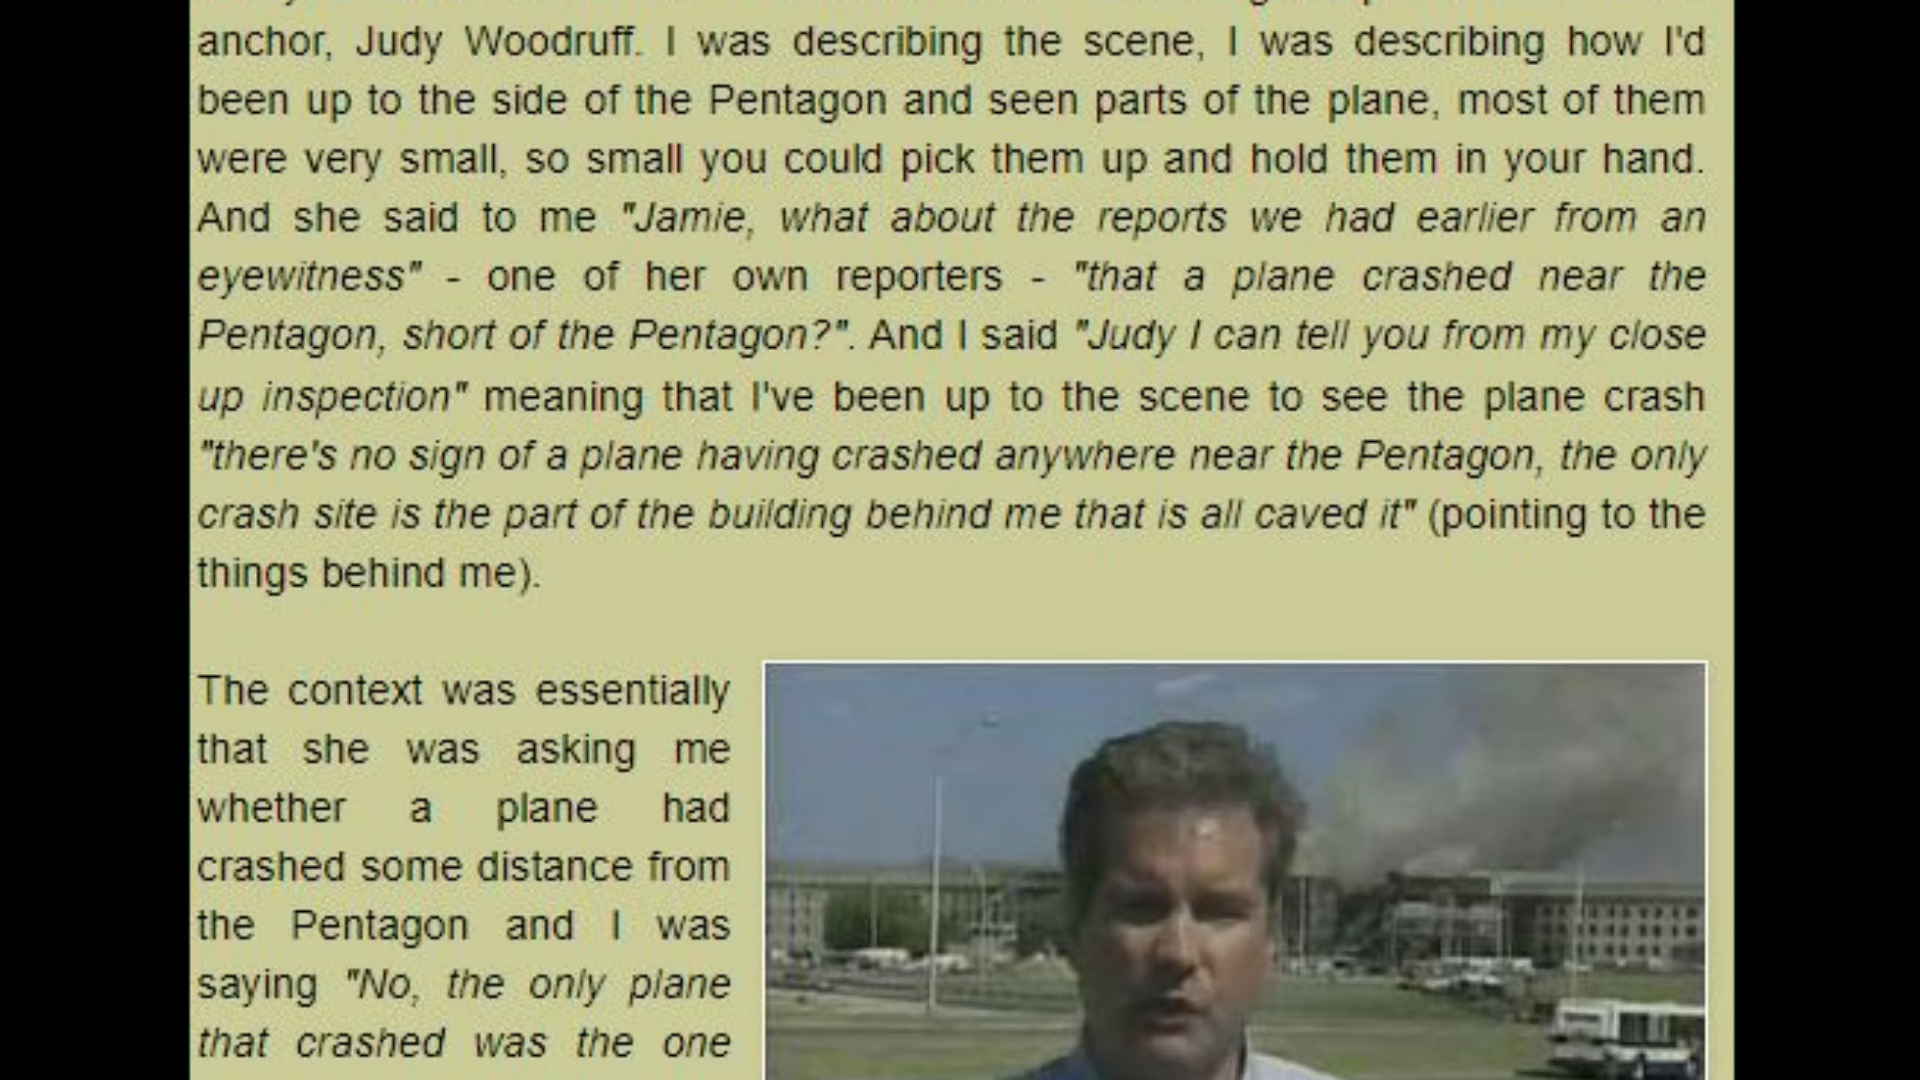 anchor, Judy Woodruff. I was describing the scene, I was describing how I'd
been up to the side of the Pentagon and seen parts of the plane, most of them
were very small, so small you could pick them up and hold them in your hand.
And she said to me "Jamie, what about the reports we had earlier from an
eyewitness" - one of her own reporters - "that a plane crashed near the
Pentagon, short of the Pentagon?". And I said "Judy I can tell you from my close
up inspection" meaning that I've been up to the scene to see the plane crash
"there's no sign of a plane having crashed anywhere near the Pentagon, the only
crash site is the part of the building behind me that is all caved it" (pointing to the
things behind me).
The context was essentially
that she was asking me
whether a plane had
crashed some distance from
the Pentagon and I was
saying "No, the only plane
that crashed was the one